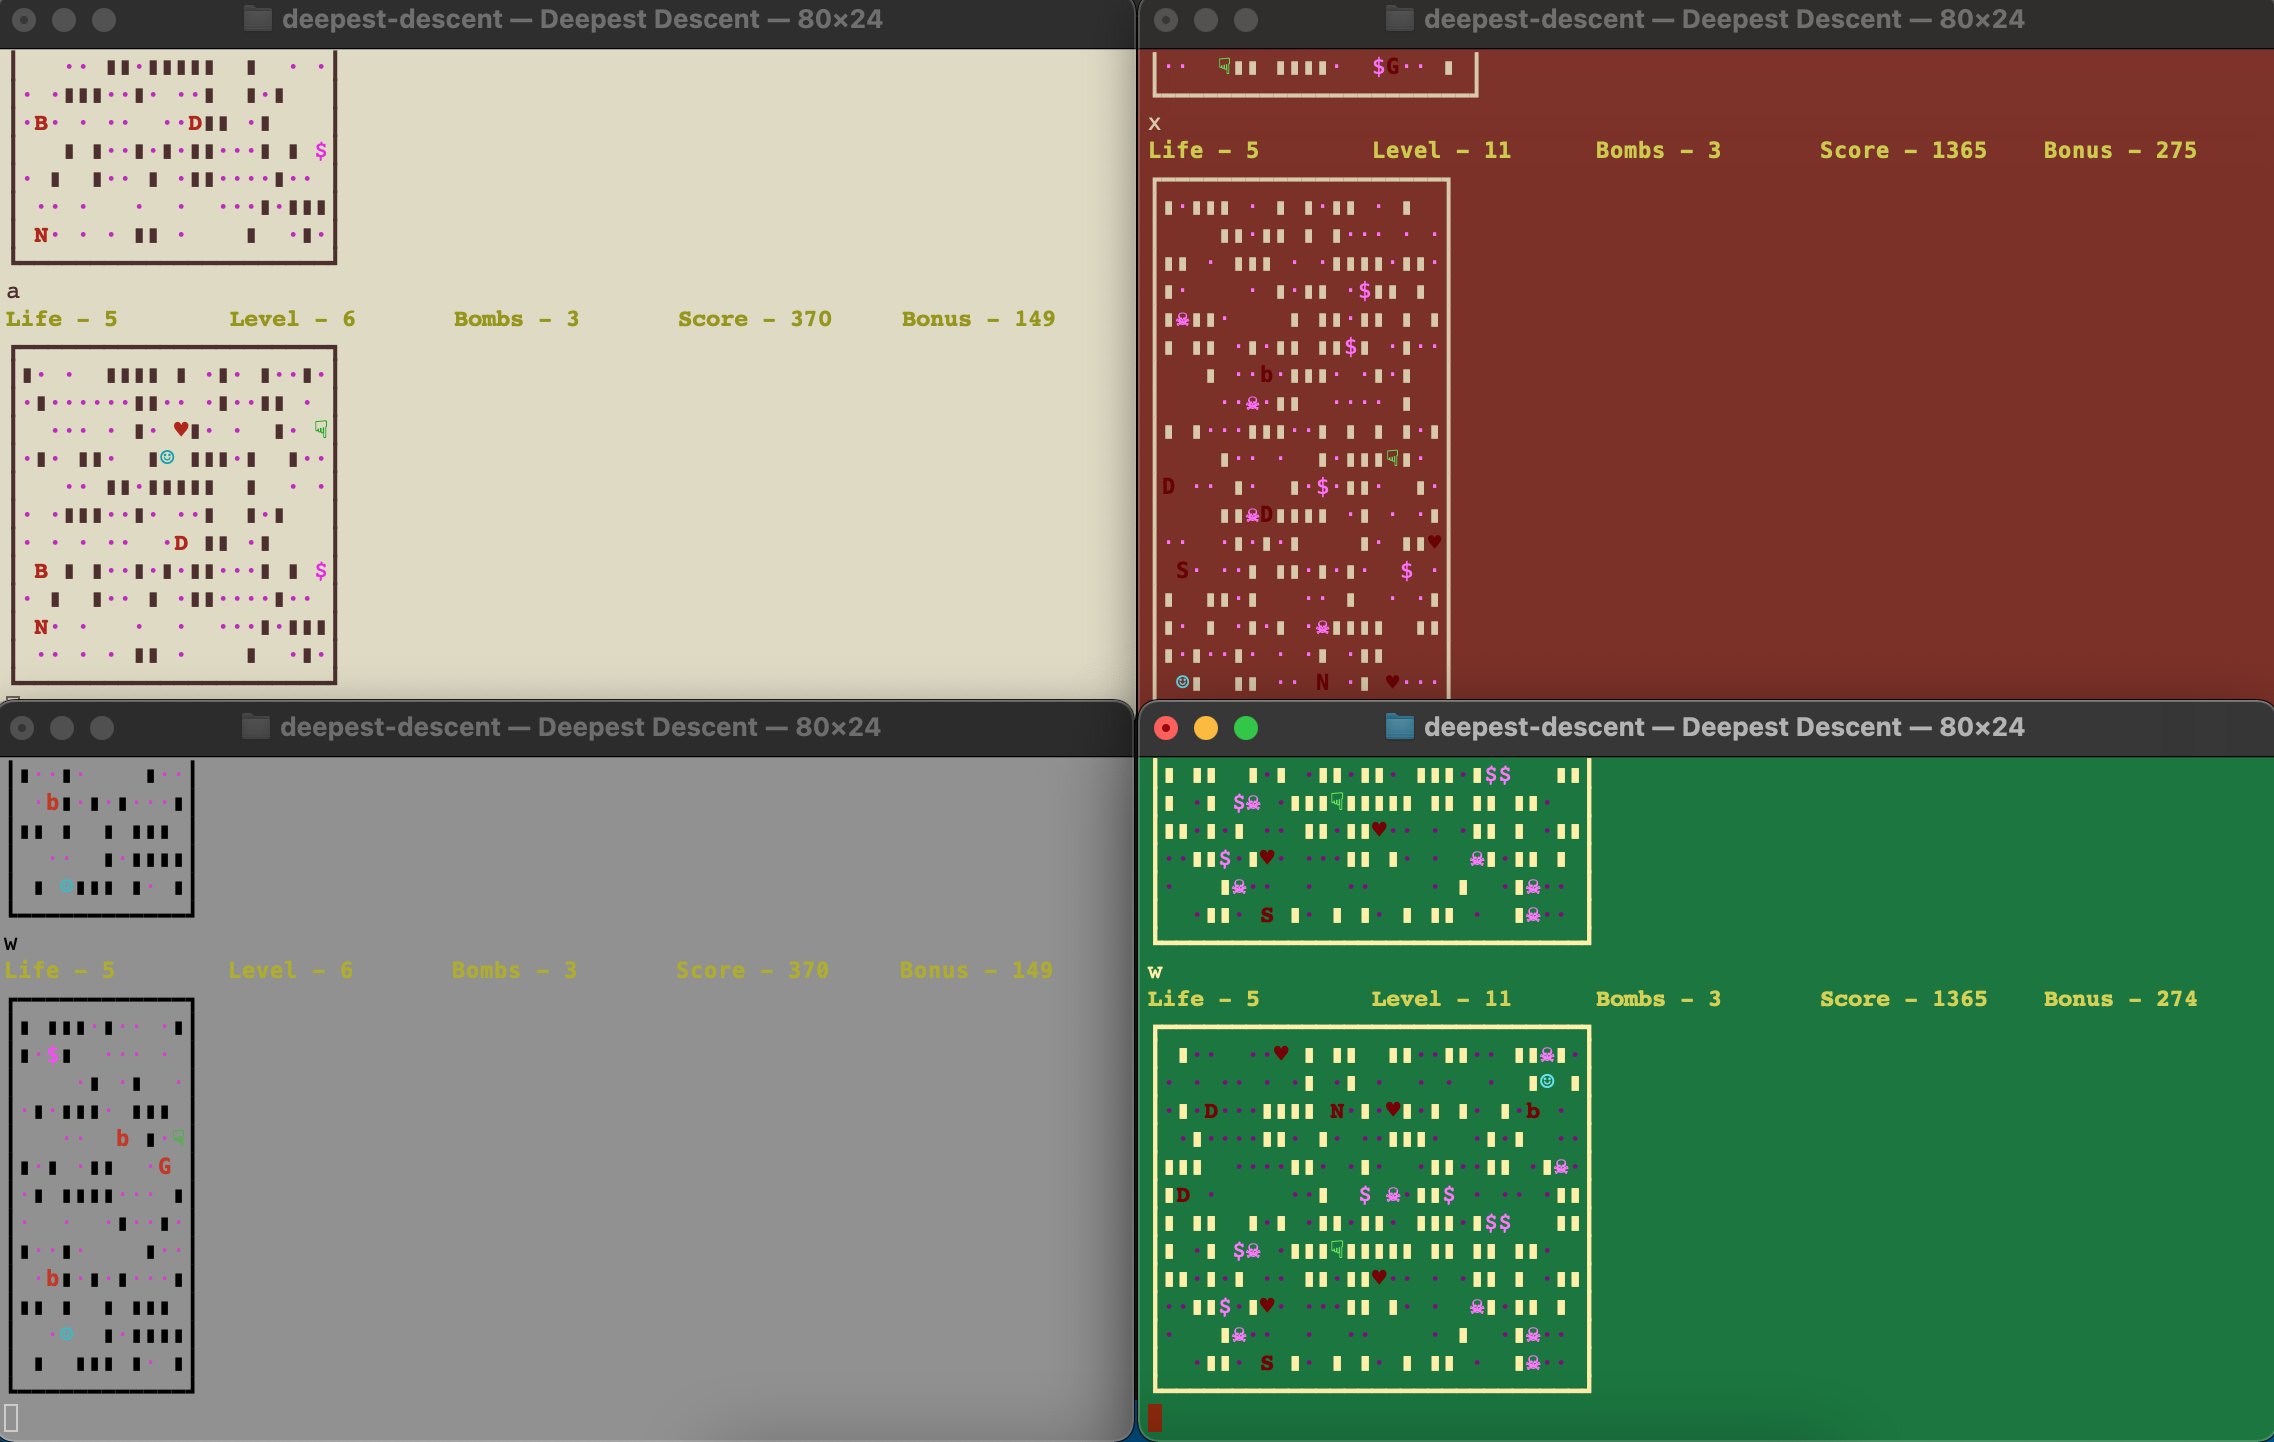 deepest-descent — Deepest Descent — 80×24
B D
$
N
a
Life - 5 Level - 6 Bombs - 3 Score - 370 Bonus - 149
D
B $
N
deepest-descent — Deepest Descent — 80×24
$G
x
Life - 5 Level - 11 Bombs - 3 Score - 1365 Bonus - 275
$
$
b
D $
D
S $
N
deepest-descent — Deepest Descent — 80×24
b
w
Life - 5 Level - 6 Bombs - 3 Score - 370 Bonus - 149
$
b
G
b
deepest-descent — Deepest Descent — 80×24
$$
$
$
S
w
Life - 5 Level - 11 Bombs - 3 Score - 1365 Bonus - 274
D N b
D $ $
$$
$
$
S